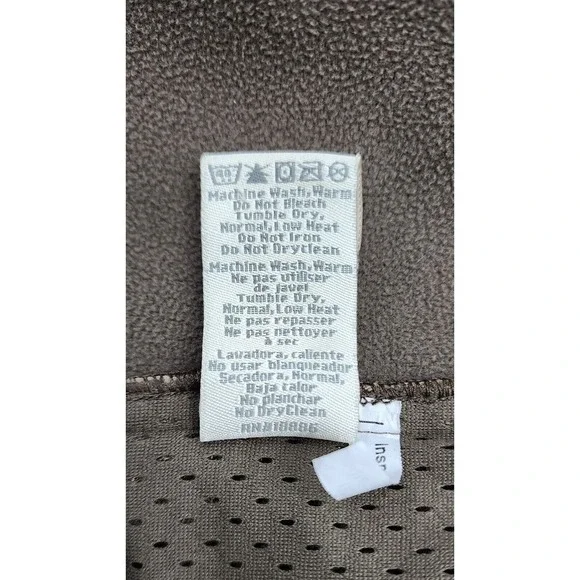 40
Machine Wash, Warm
Do Not Bleach
Tumble Dry,
Normal, Low Heat
Do Not Iron
Do Not Dryclean
Machine Wash, Warm
Ne pas utiliser
de javel
Tumble Dry,
Normal, Low Heat
Ne pas repasser
Ne pas nettoyer
à sec
Lavadora, caliente
No usar blanqueador
Secadora, Normal,
Baja calor
No planchar
No DryClean
RN#18886
Insp